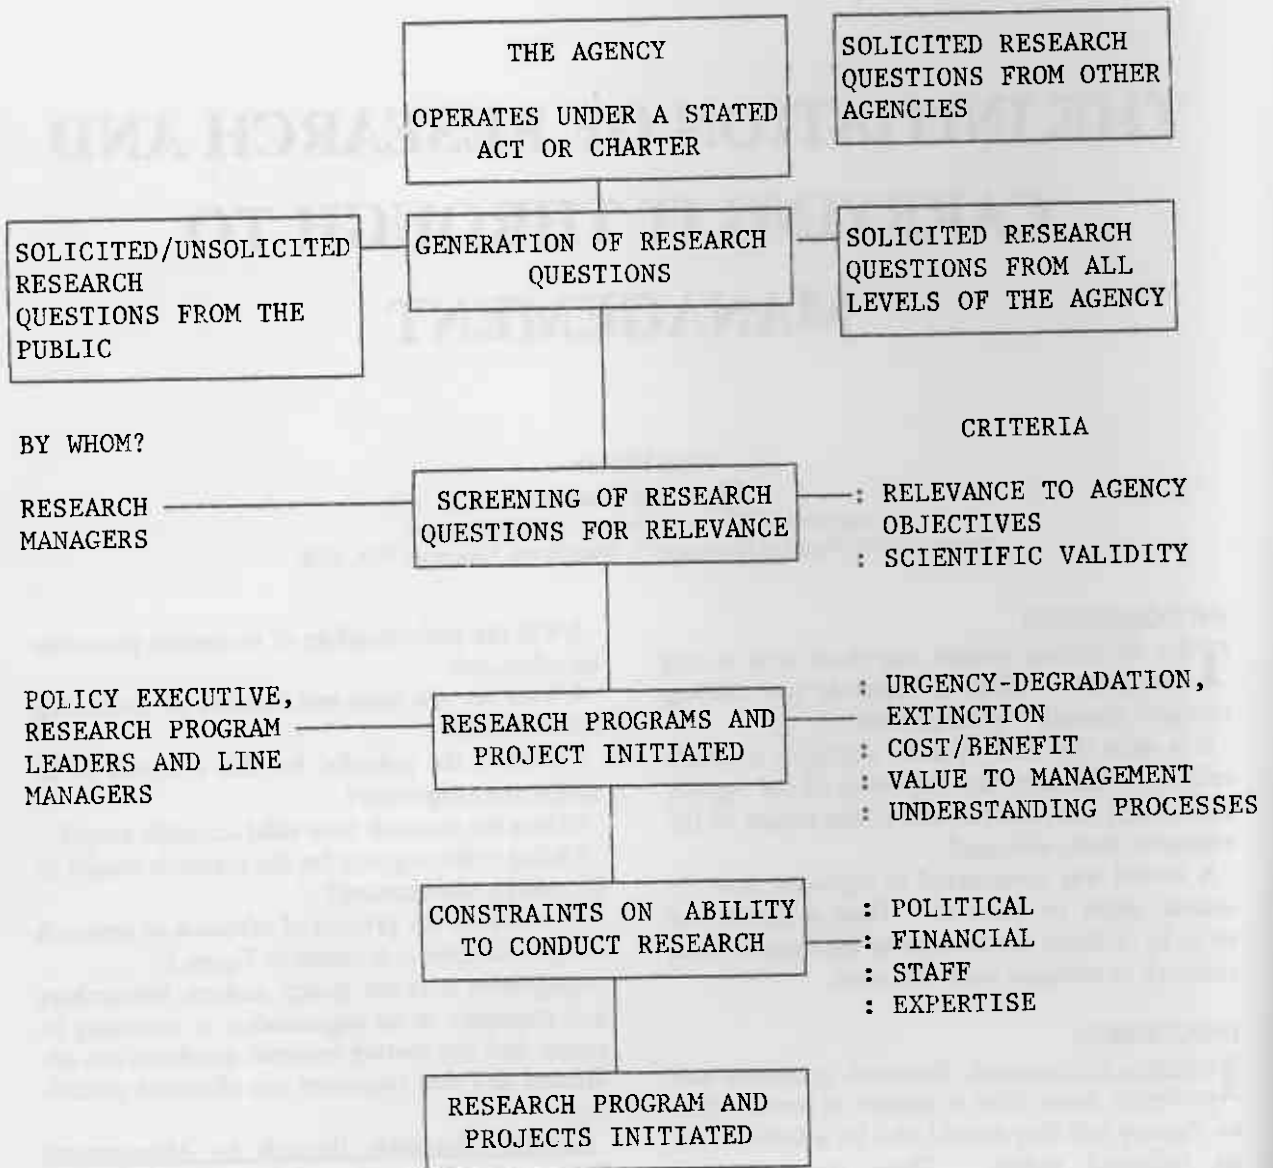 THE AGENCY
OPERATES UNDER A STATED
ACT OR CHARTER
SOLICITED RESEARCH
QUESTIONS FROM OTHER
AGENCIES
SOLICITED/UNSOLICITED
RESEARCH
QUESTIONS FROM THE
PUBLIC
GENERATION OF RESEARCH
QUESTIONS
SOLICITED RESEARCH
QUESTIONS FROM ALL
LEVELS OF THE AGENCY
BY WHOM?
CRITERIA
RESEARCH
MANAGERS
SCREENING OF RESEARCH
QUESTIONS FOR RELEVANCE
: RELEVANCE TO AGENCY
OBJECTIVES
: SCIENTIFIC VALIDITY
POLICY EXECUTIVE,
RESEARCH PROGRAM
LEADERS AND LINE
MANAGERS
RESEARCH PROGRAMS AND
PROJECT INITIATED
: URGENCY-DEGRADATION,
EXTINCTION
: COST/BENEFIT
: VALUE TO MANAGEMENT
: UNDERSTANDING PROCESSES
CONSTRAINTS ON ABILITY
TO CONDUCT RESEARCH
: POLITICAL
: FINANCIAL
: STAFF
: EXPERTISE
RESEARCH PROGRAM AND
PROJECTS INITIATED